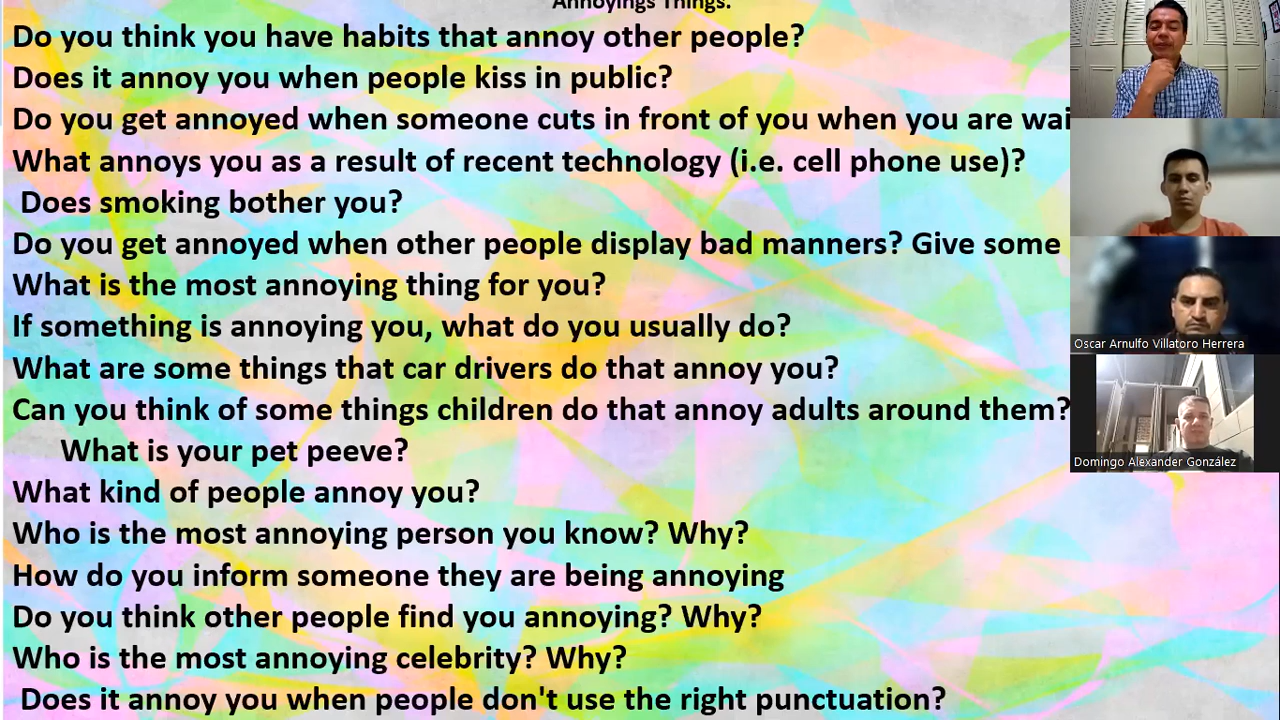 Annoyings Things.
Do you think you have habits that annoy other people?
Does it annoy you when people kiss in public?
Do you get annoyed when someone cuts in front of you when you are wai
What annoys you as a result of recent technology (i.e. cell phone use)?
Does smoking bother you?
Do you get annoyed when other people display bad manners? Give some
What is the most annoying thing for you?
If something is annoying you, what do you usually do?
What are some things that car drivers do that annoy you?
Can you think of some things children do that annoy adults around them?
What is your pet peeve?
What kind of people annoy you?
Who is the most annoying person you know? Why?
How do you inform someone they are being annoying
Do you think other people find you annoying? Why?
Who is the most annoying celebrity? Why?
Does it annoy you when people don't use the right punctuation?
Oscar Arnulfo Villatoro Herrera
Domingo Alexander González